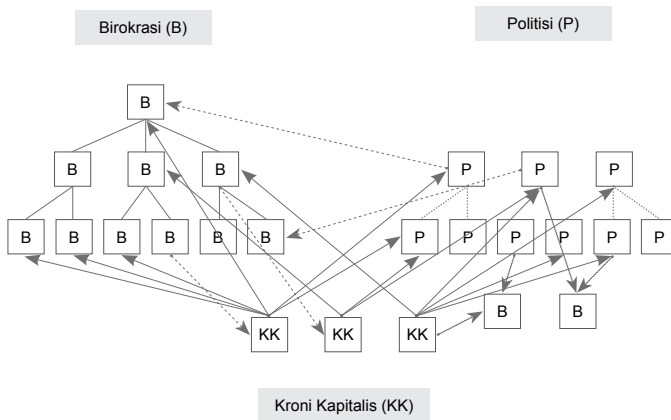 Birokrasi (B)
Politisi (P)
B
B B B
P P P
B B B B B B
P P P P P P
B B
KK KK KK
Kroni Kapitalis (KK)